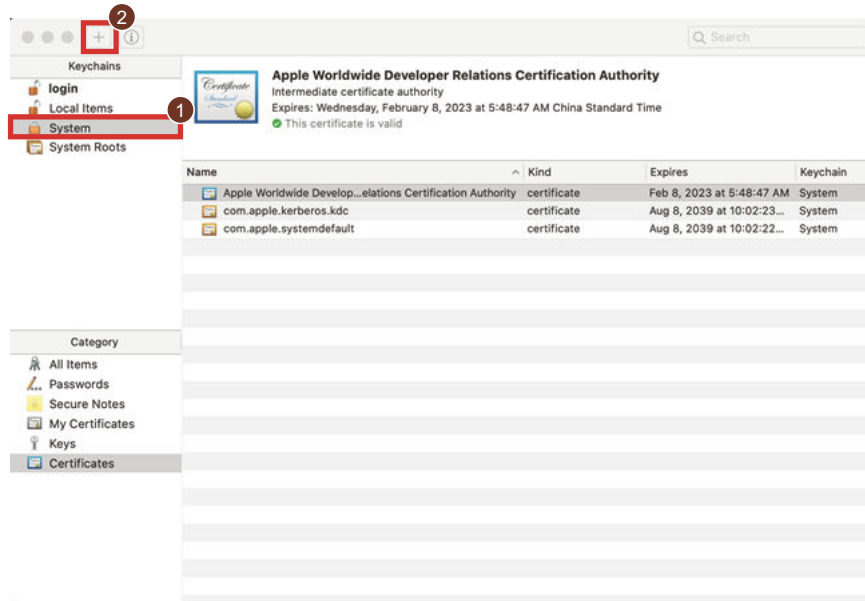 2
+
Search
Keychains
login
Local Items
1
System
System Roots
Certificate
Standard
Apple Worldwide Developer Relations Certification Authority
Intermediate certificate authority
Expires: Wednesday, February 8, 2023 at 5:48:47 AM China Standard Time
This certificate is valid
Name Kind Expires Keychain
Apple Worldwide Develop...elations Certification Authority certificate Feb 8, 2023 at 5:48:47 AM System
com.apple.kerberos.kdc certificate Aug 8, 2039 at 10:02:23... System
com.apple.systemdefault certificate Aug 8, 2039 at 10:02:22... System
Category
All Items
Passwords
Secure Notes
My Certificates
Keys
Certificates